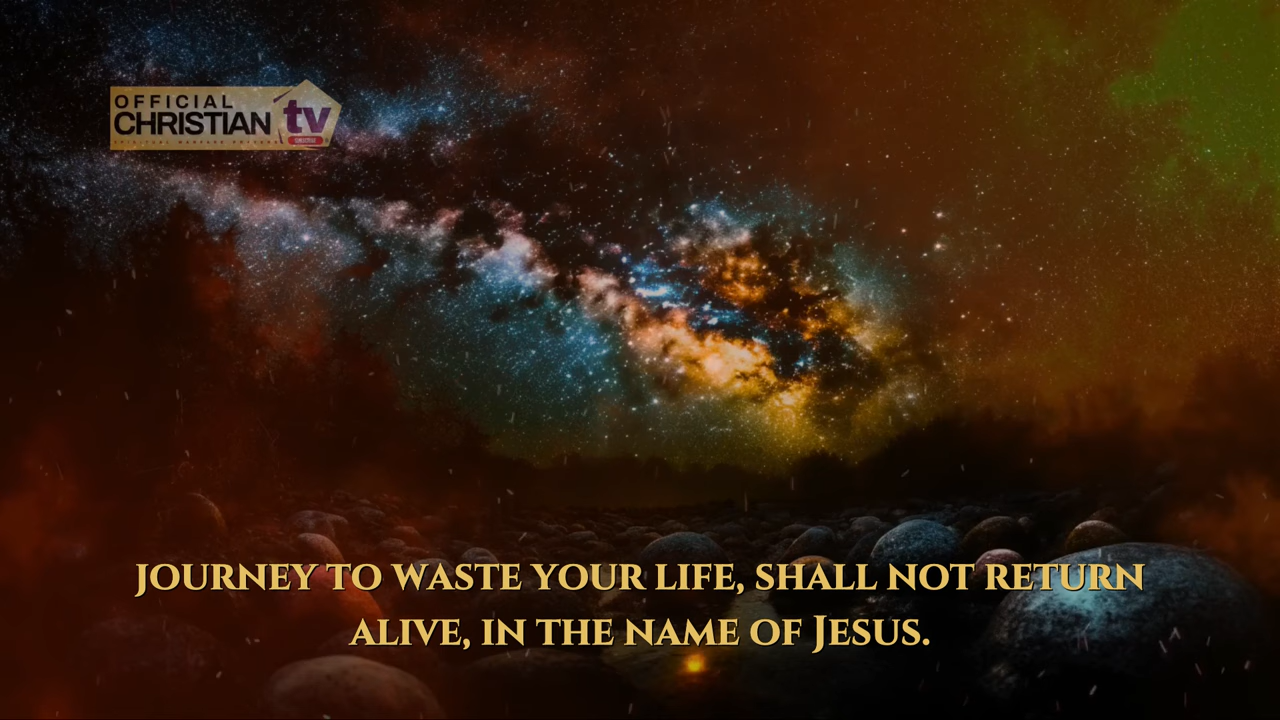 OFFICIAL
CHRISTIAN tv
JOURNEY TO WASTE YOUR LIFE, SHALL NOT RETURN
ALIVE, IN THE NAME OF JESUS.